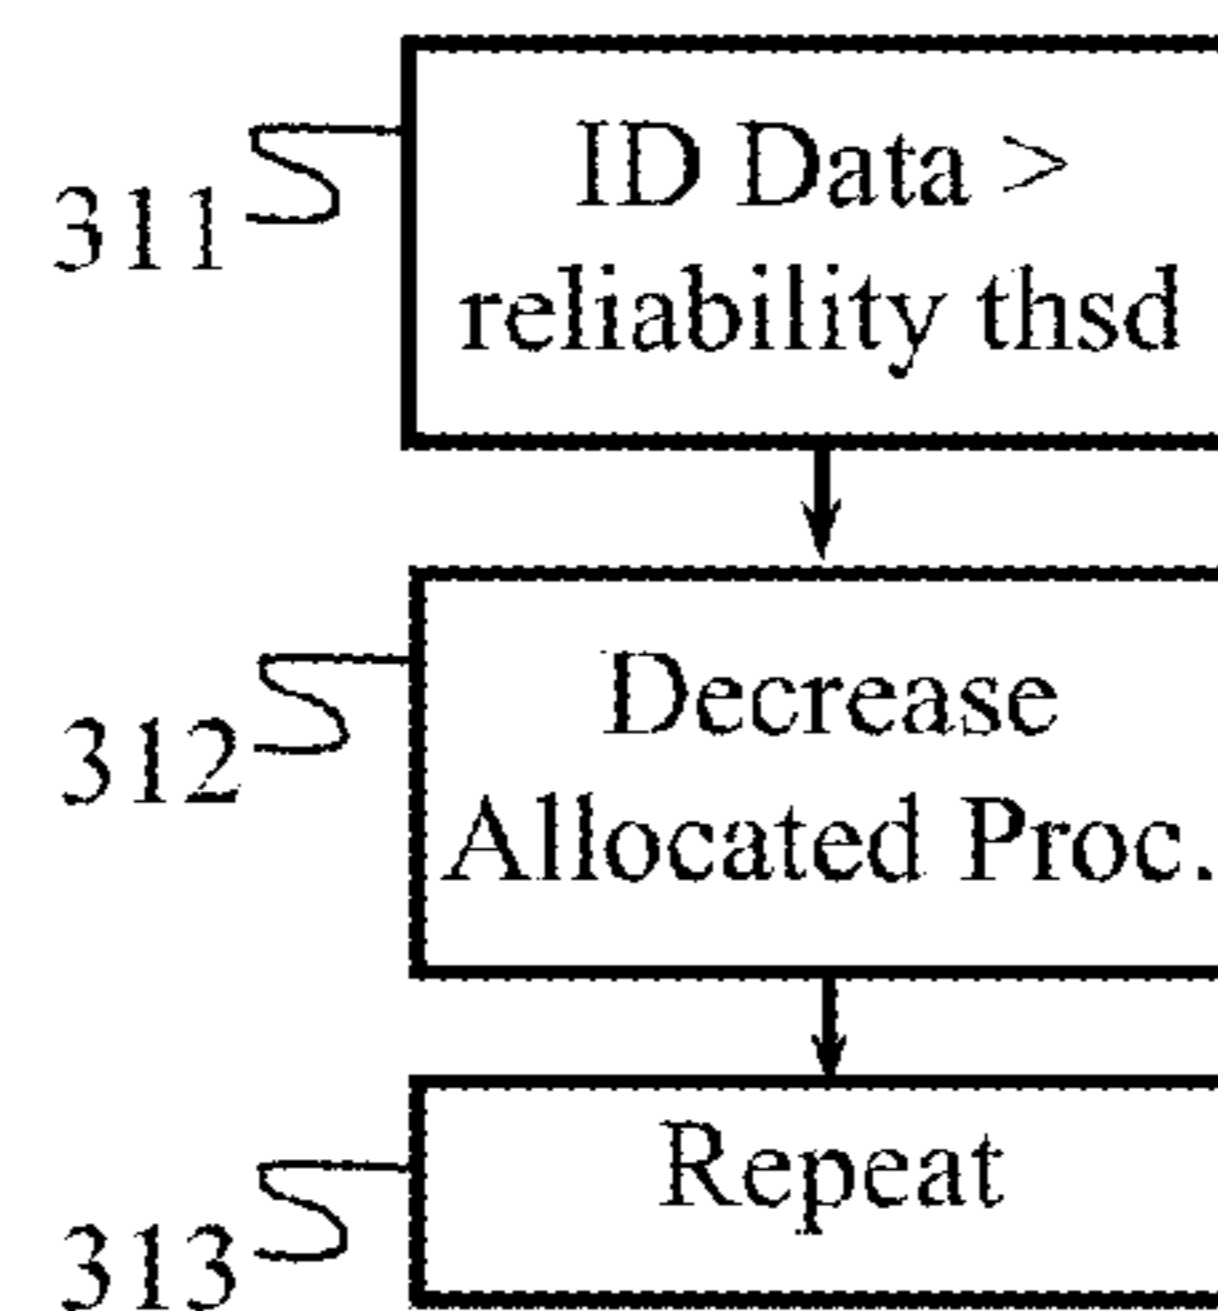 311
ID Data >
reliability thsd
312
Decrease
Allocated Proc.
313
Repeat